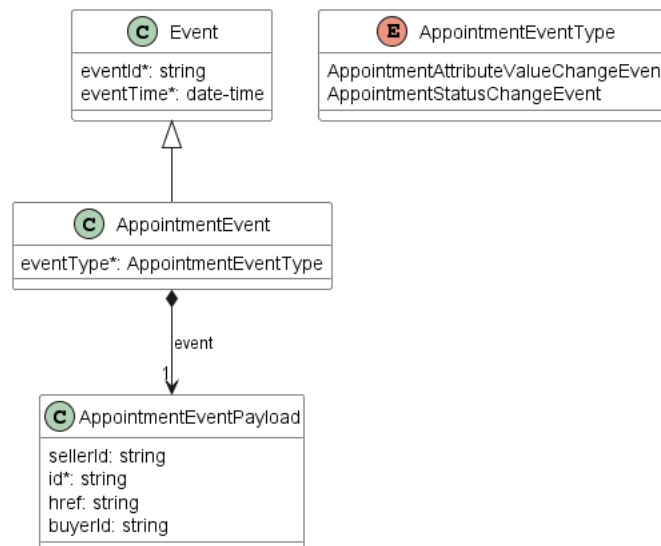 C Event
eventId*: string
eventTime*: date-time
E AppointmentEventType
AppointmentAttributeValueChangeEven
AppointmentStatusChangeEvent
C AppointmentEvent
eventType*: AppointmentEventType
event
1
C AppointmentEventPayload
sellerId: string
id*: string
href: string
buyerId: string